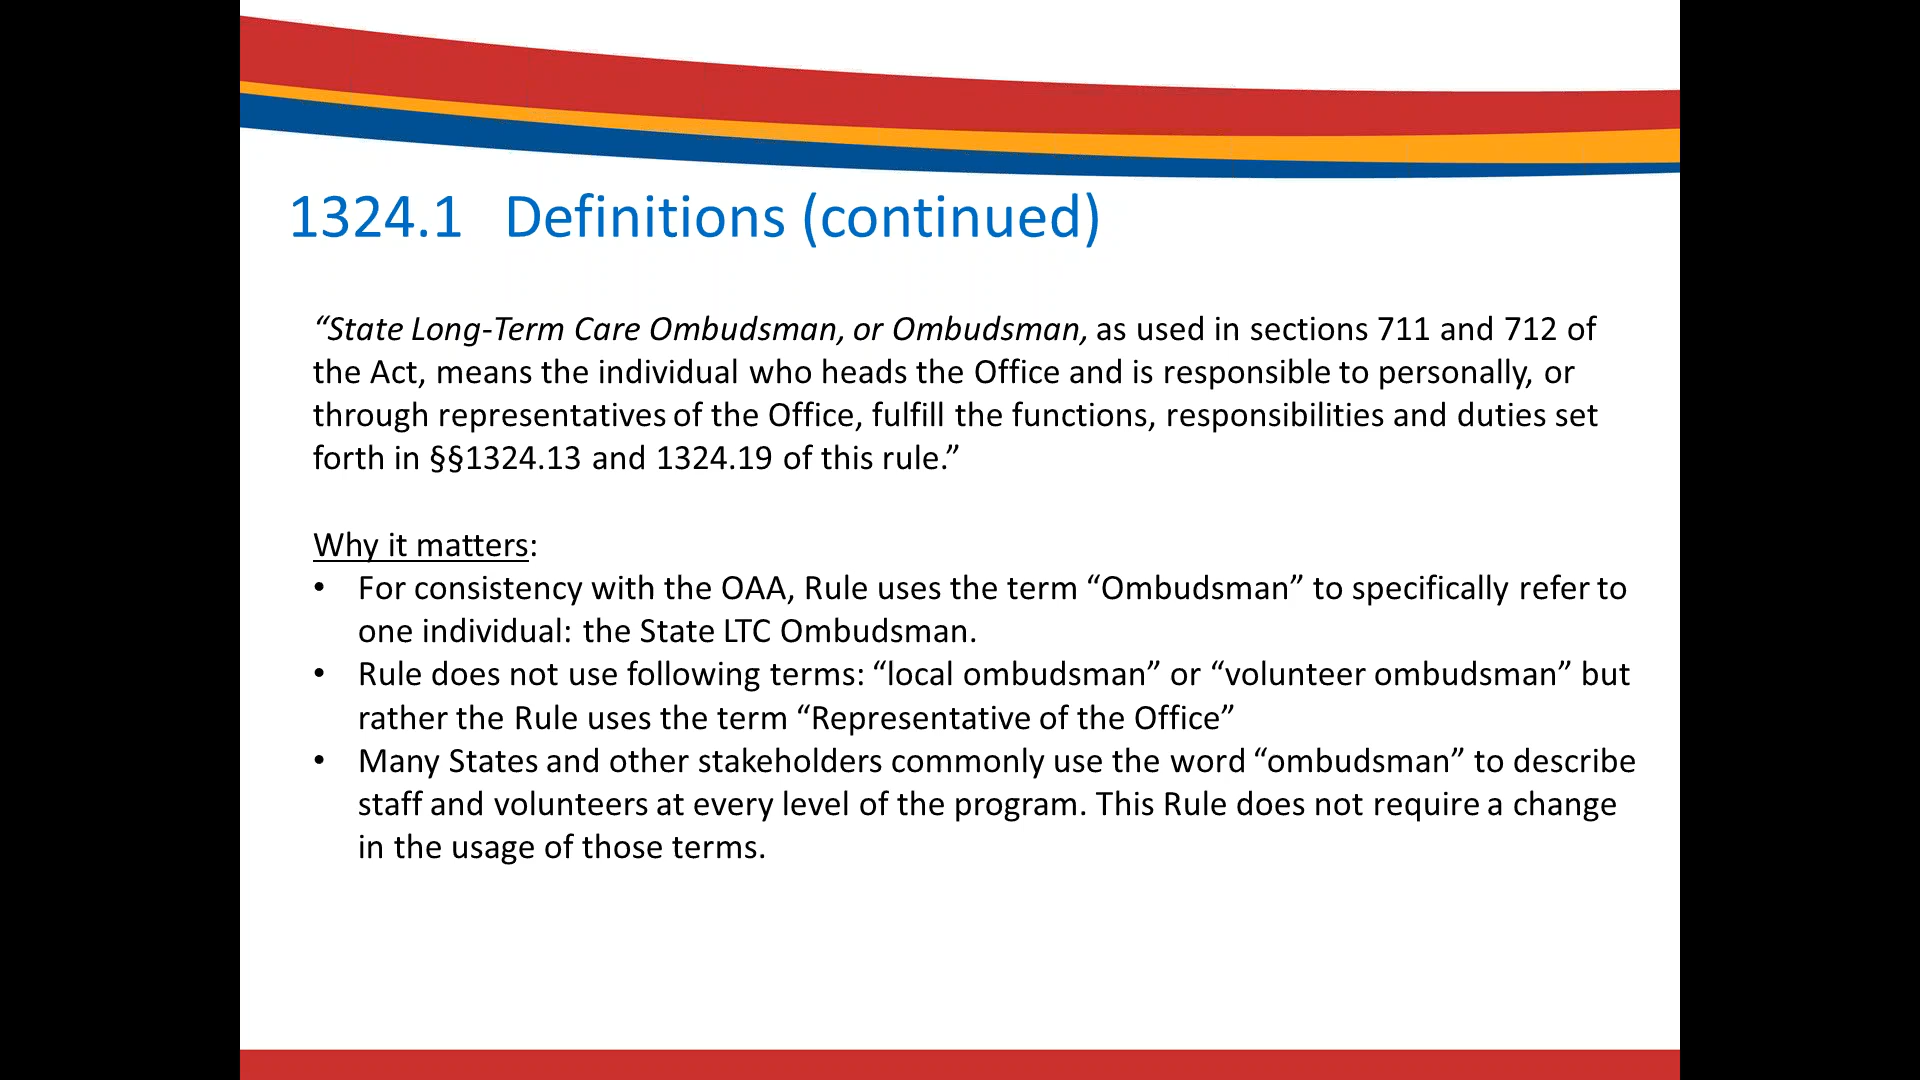 1324.1 Definitions (continued)
“State Long-Term Care Ombudsman, or Ombudsman, as used in sections 711 and 712 of
the Act, means the individual who heads the Office and is responsible to personally, or
through representatives of the Office, fulfill the functions, responsibilities and duties set
forth in §§1324.13 and 1324.19 of this rule.”
Why it matters:
• For consistency with the OAA, Rule uses the term “Ombudsman” to specifically refer to
one individual: the State LTC Ombudsman.
• Rule does not use following terms: “local ombudsman” or “volunteer ombudsman” but
rather the Rule uses the term “Representative of the Office”
• Many States and other stakeholders commonly use the word “ombudsman” to describe
staff and volunteers at every level of the program. This Rule does not require a change
in the usage of those terms.